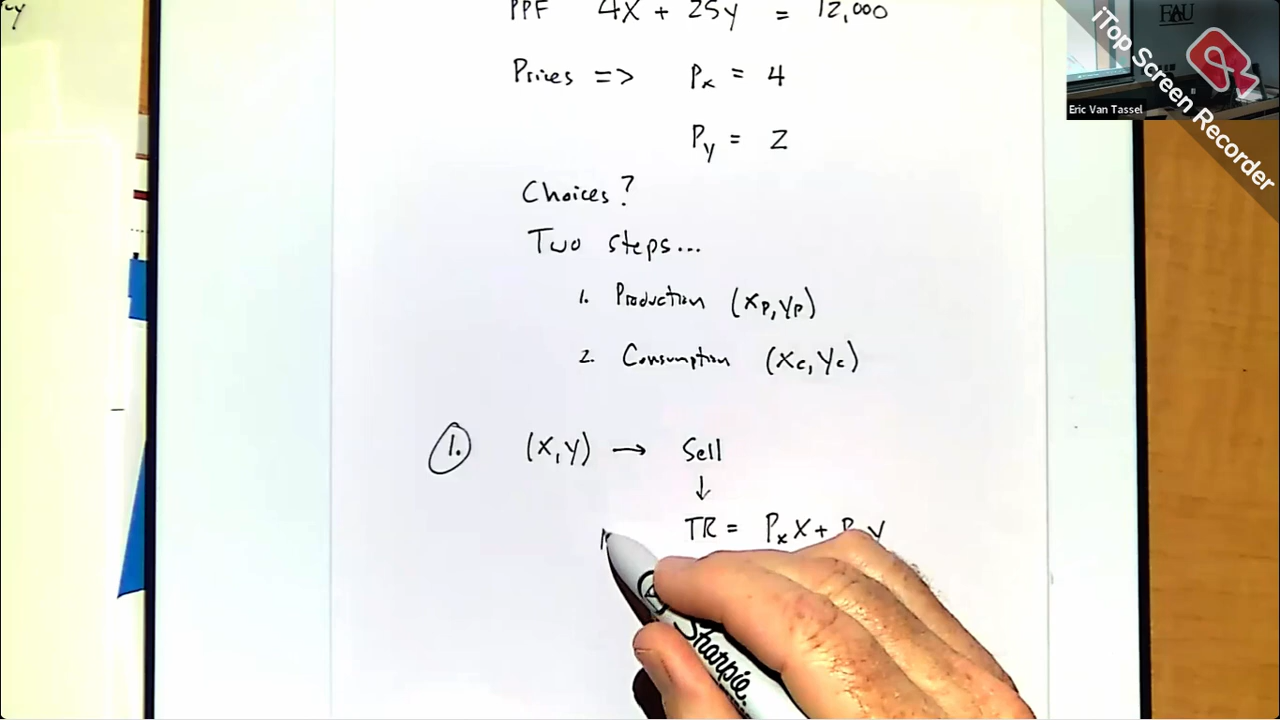 PPF 4X + 25y = 12,000
Prices => Px = 4
Py = 2
Choices?
Two steps...
1. Production (XP, YP)
2. Consumption (Xc, Yc)
1. (X, Y) → Sell
↓
TR = PxX + P y
Sharpie
iTop Screen Recorder
FAU
Eric Van Tassel